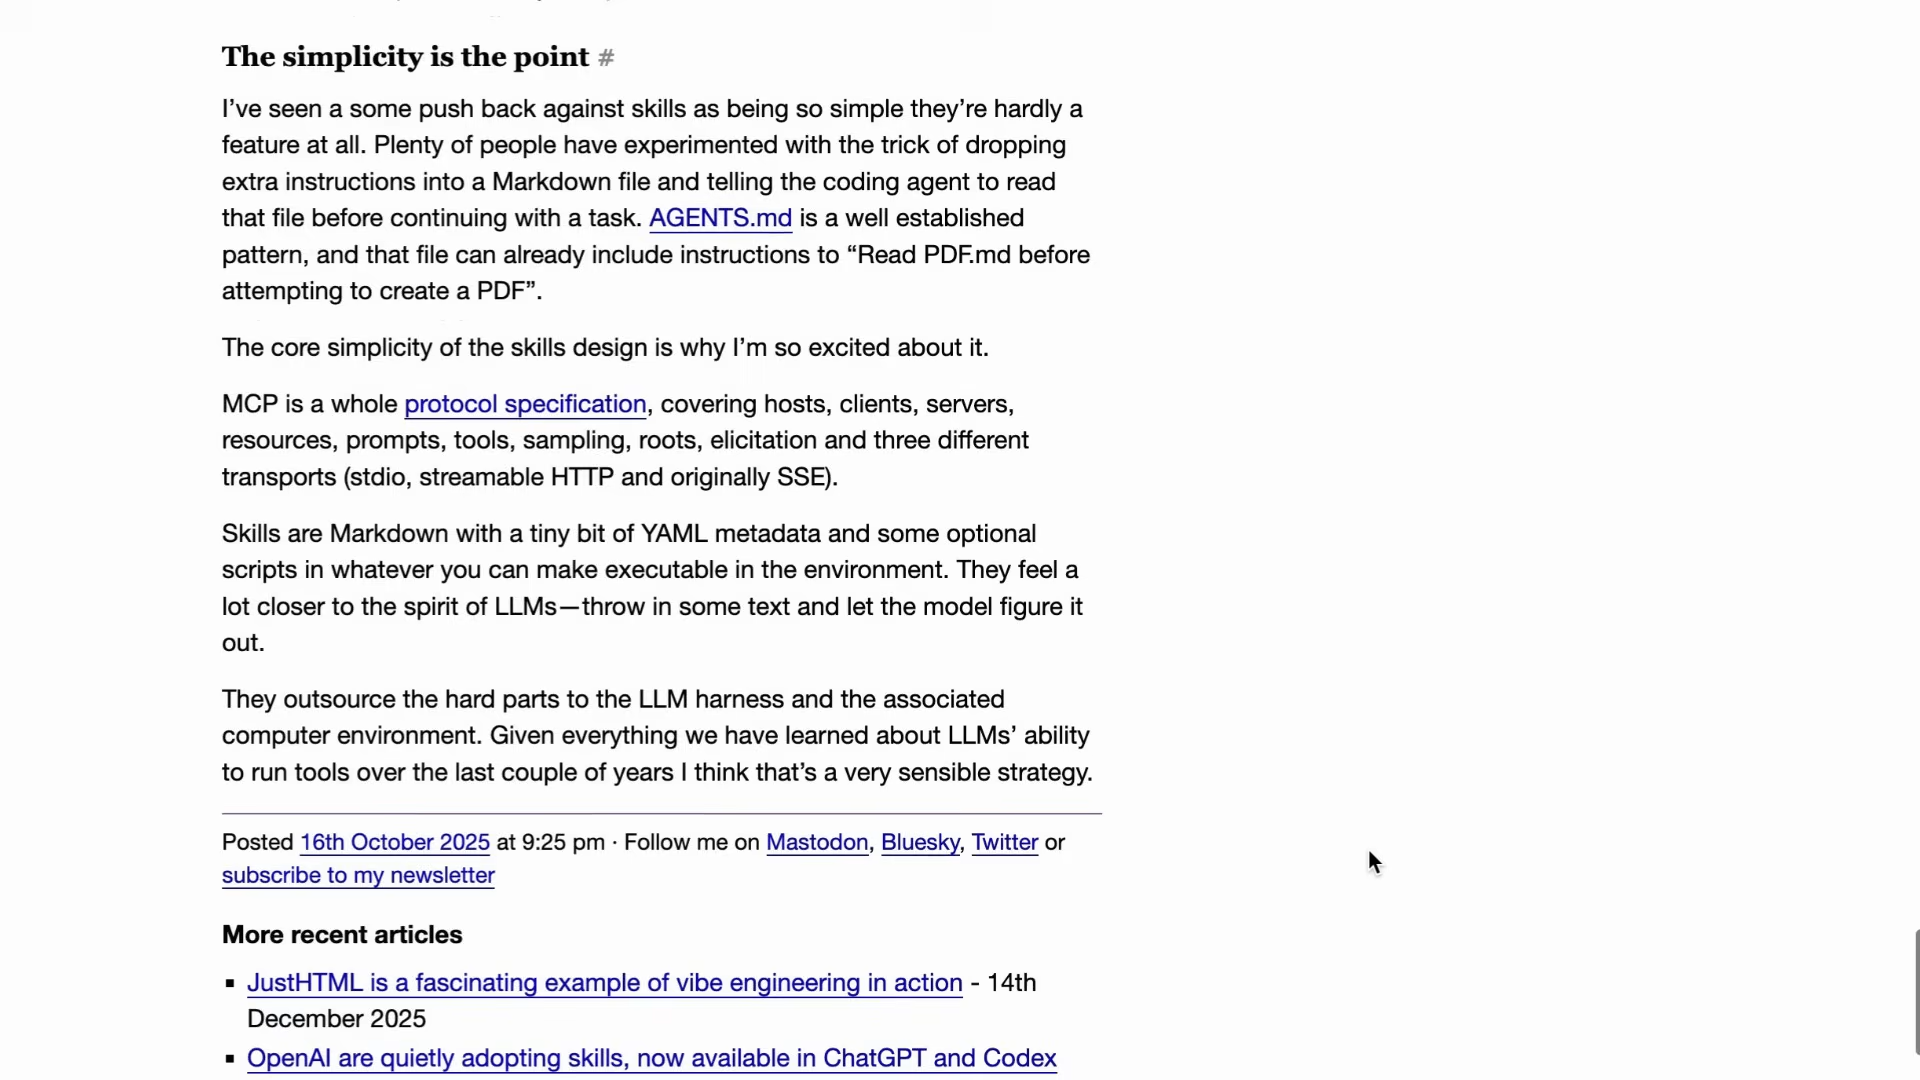 The simplicity is the point #
I’ve seen a some push back against skills as being so simple they’re hardly a
feature at all. Plenty of people have experimented with the trick of dropping
extra instructions into a Markdown file and telling the coding agent to read
that file before continuing with a task. AGENTS.md is a well established
pattern, and that file can already include instructions to “Read PDF.md before
attempting to create a PDF”.
The core simplicity of the skills design is why I’m so excited about it.
MCP is a whole protocol specification, covering hosts, clients, servers,
resources, prompts, tools, sampling, roots, elicitation and three different
transports (stdio, streamable HTTP and originally SSE).
Skills are Markdown with a tiny bit of YAML metadata and some optional
scripts in whatever you can make executable in the environment. They feel a
lot closer to the spirit of LLMs—throw in some text and let the model figure it
out.
They outsource the hard parts to the LLM harness and the associated
computer environment. Given everything we have learned about LLMs’ ability
to run tools over the last couple of years I think that’s a very sensible strategy.
Posted 16th October 2025 at 9:25 pm · Follow me on Mastodon, Bluesky, Twitter or
subscribe to my newsletter
More recent articles
▪ JustHTML is a fascinating example of vibe engineering in action - 14th
December 2025
▪ OpenAI are quietly adopting skills, now available in ChatGPT and Codex